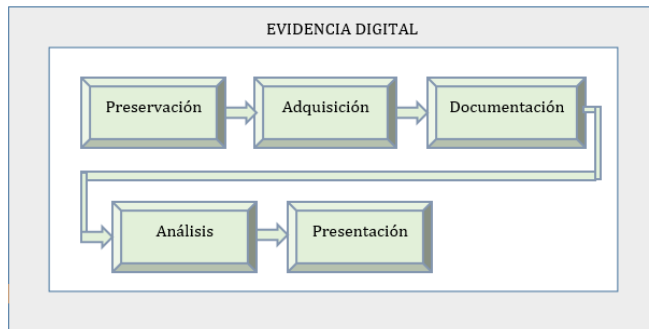 EVIDENCIA DIGITAL
Preservación
Adquisición
Documentación
Análisis
Presentación